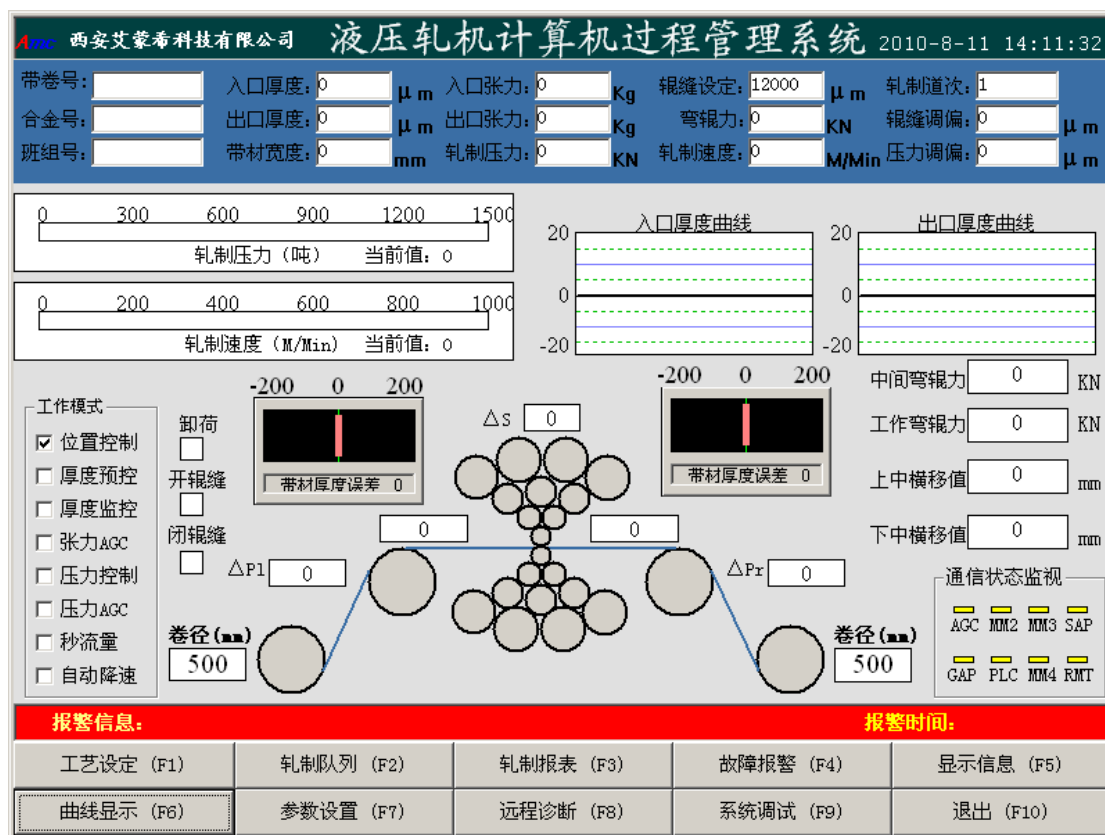 Amc 西安艾蒙希科技有限公司 液压轧机计算机过程管理系统 2010-8-11 14:11:32
带卷号: 入口厚度: 0 μm 入口张力: 0 Kg 辊缝设定: 12000 μm 轧制道次: 1
合金号: 出口厚度: 0 μm 出口张力: 0 Kg 弯辊力: 0 KN 辊缝调偏: 0 μm
班组号: 带材宽度: 0 mm 轧制压力: 0 KN 轧制速度: 0 M/Min 压力调偏: 0 μm
0 300 600 900 1200 1500
轧制压力（吨） 当前值: 0
0 200 400 600 800 1000
轧制速度（M/Min） 当前值: 0
入口厚度曲线
20
0
-20
出口厚度曲线
20
0
-20
工作模式
位置控制
厚度预控
厚度监控
张力AGC
压力控制
压力AGC
秒流量
自动降速
卸荷
开辊缝
闭辊缝
-200 0 200
带材厚度误差 0
△S 0
-200 0 200
带材厚度误差 0
0 0
△Pl 0
△Pr 0
卷径(mm)
500
卷径(mm)
500
中间弯辊力 0 KN
工作弯辊力 0 KN
上中横移值 0 mm
下中横移值 0 mm
通信状态监视
AGC MM2 MM3 SAP
GAP PLC MM4 RMT
报警信息: 报警时间:
工艺设定 (F1) 轧制队列 (F2) 轧制报表 (F3) 故障报警 (F4) 显示信息 (F5)
曲线显示 (F6) 参数设置 (F7) 远程诊断 (F8) 系统调试 (F9) 退出 (F10)